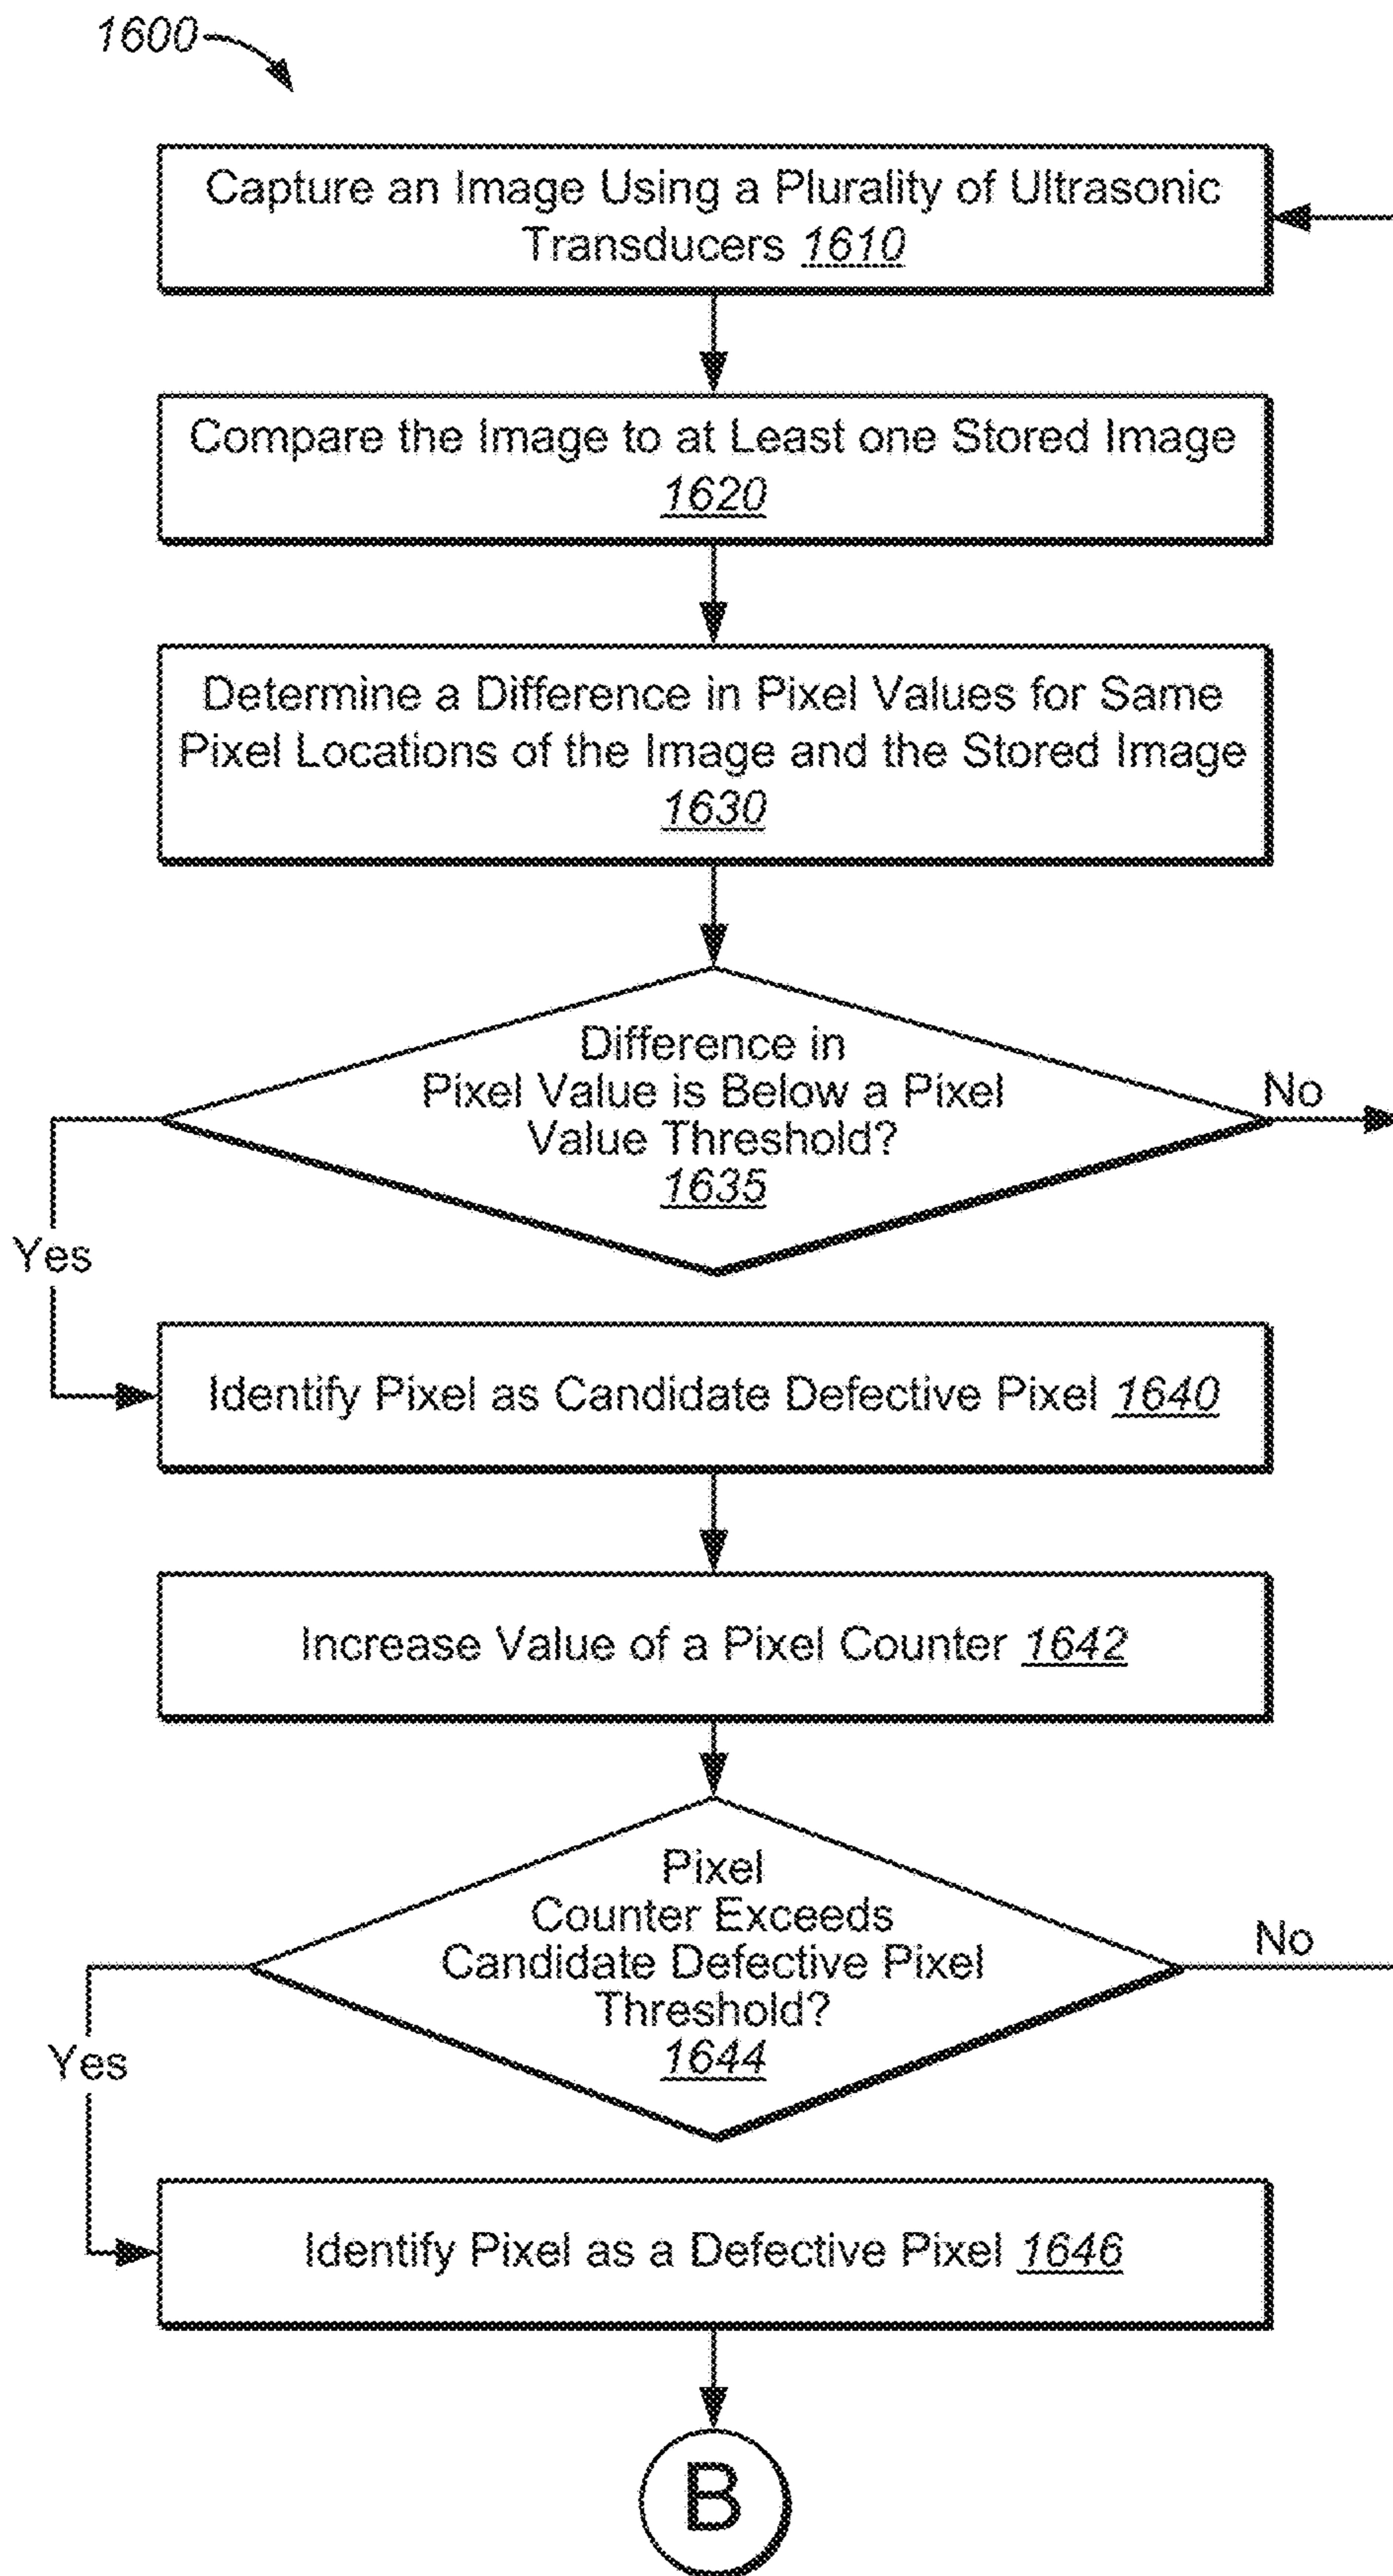 1600
Capture an Image Using a Plurality of Ultrasonic
Transducers 1610
Compare the Image to at Least one Stored Image
1620
Determine a Difference in Pixel Values for Same
Pixel Locations of the Image and the Stored Image
1630
Difference in
Pixel Value is Below a Pixel
Value Threshold?
1635
No
Yes
Identify Pixel as Candidate Defective Pixel 1640
Increase Value of a Pixel Counter 1642
Pixel
Counter Exceeds
Candidate Defective Pixel
Threshold?
1644
No
Yes
Identify Pixel as a Defective Pixel 1646
B